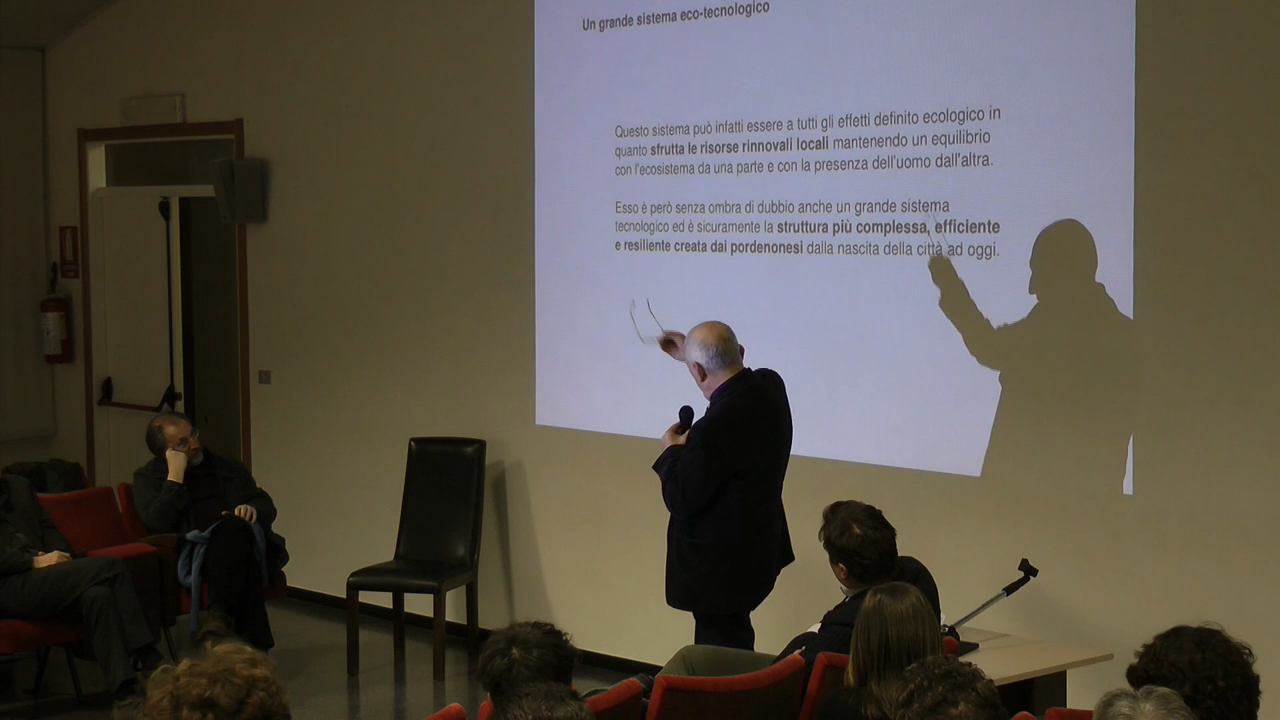 Un grande sistema eco-tecnologico
Questo sistema può infatti essere a tutti gli effetti definito ecologico in
quanto sfrutta le risorse rinnovali locali mantenendo un equilibrio
con l'ecosistema da una parte e con la presenza dell'uomo dall'altra.
Esso è però senza ombra di dubbio anche un grande sistema
tecnologico ed è sicuramente la struttura più complessa, efficiente
e resiliente creata dai pordenonesi dalla nascita della città ad oggi.